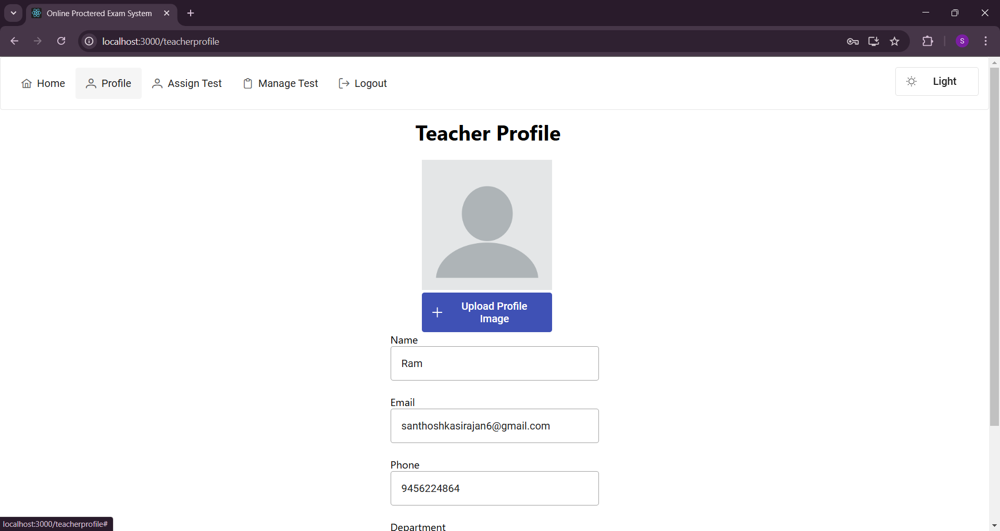 Online Proctered Exam System
localhost:3000/teacherprofile
S
Home
Profile
Assign Test
Manage Test
Logout
Light
Teacher Profile
Upload Profile
Image
Name
Ram
Email
santhoshkasirajan6@gmail.com
Phone
9456224864
Department
localhost:3000/teacherprofile#